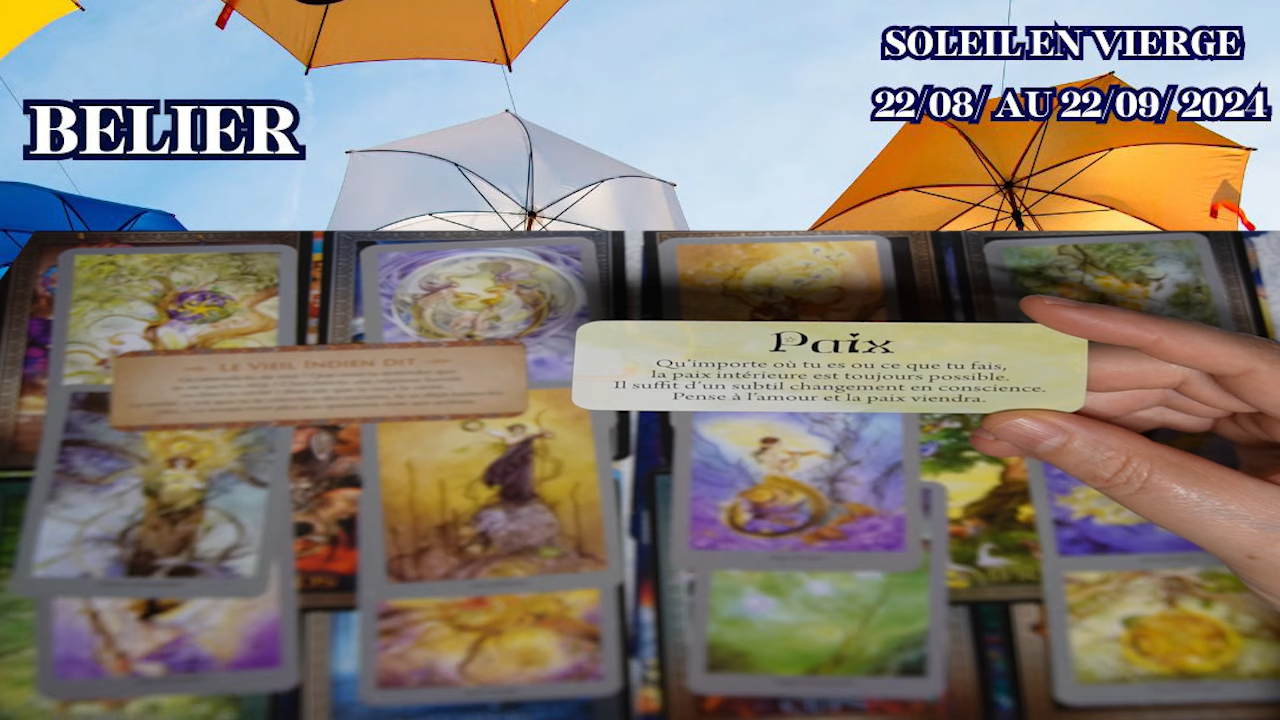 SOLEIL EN VIERGE
22/08/ AU 22/09/ 2024
BELIER
Paix
Qu'importe où tu es ou ce que tu fais,
la paix intérieure est toujours possible.
Il suffit d'un subtil changement en conscience.
Pense à l'amour et la paix viendra.
LE VIEIL INDIEN DIT